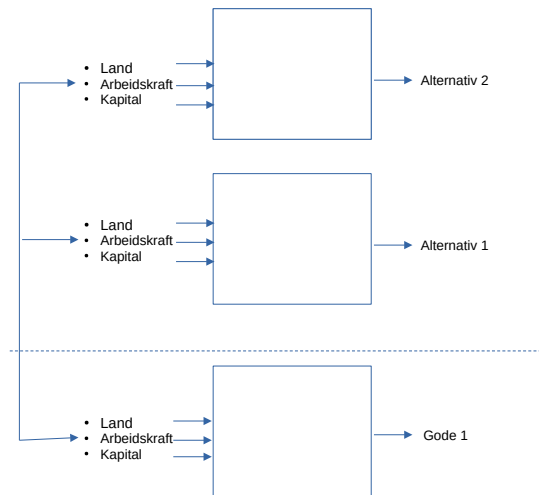 • Land
• Arbeidskraft
• Kapital
Alternativ 2
• Land
• Arbeidskraft
• Kapital
Alternativ 1
• Land
• Arbeidskraft
• Kapital
Gode 1